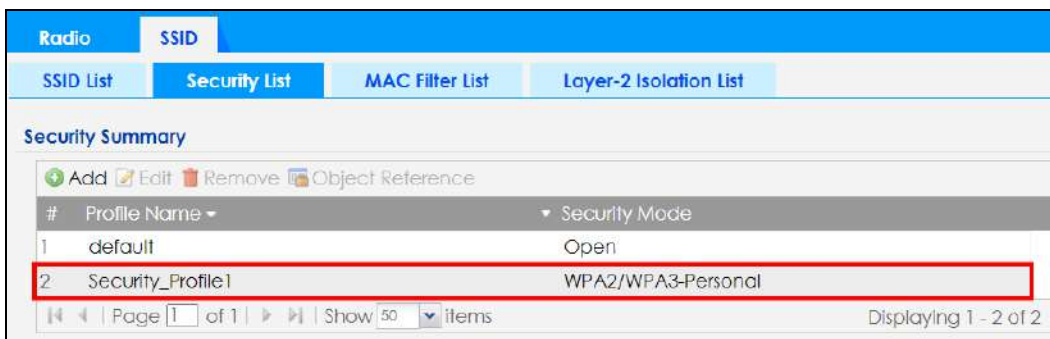 Radio SSID
SSID List Security List MAC Filter List Layer-2 Isolation List
Security Summary
Add Edit Remove Object Reference
# Profile Name Security Mode
1 default Open
2 Security_Profile1 WPA2/WPA3-Personal
Page 1 of 1 Show 50 items Displaying 1 - 2 of 2